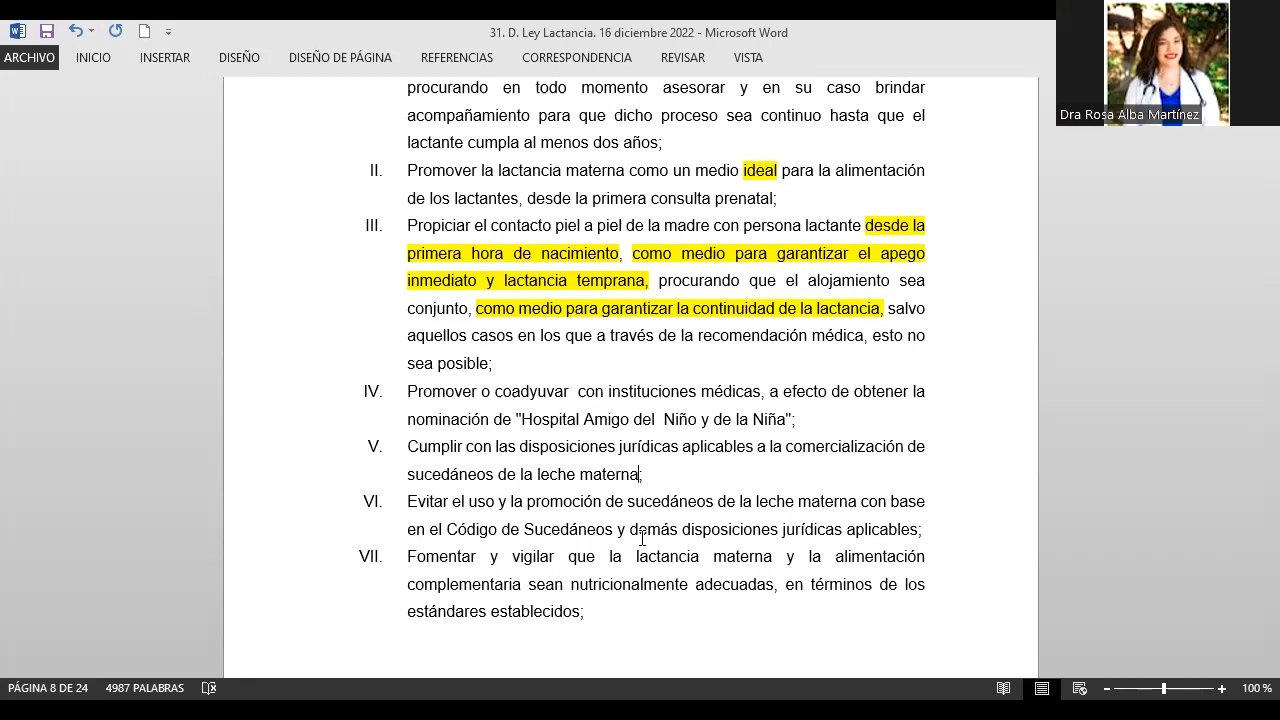 31. D. Ley Lactancia. 16 diciembre 2022 - Microsoft Word
ARCHIVO INICIO INSERTAR DISEÑO DISEÑO DE PÁGINA REFERENCIAS CORRESPONDENCIA REVISAR VISTA
Dra Rosa Alba Martínez
procurando en todo momento asesorar y en su caso brindar
acompañamiento para que dicho proceso sea continuo hasta que el
lactante cumpla al menos dos años;
II. Promover la lactancia materna como un medio ideal para la alimentación
de los lactantes, desde la primera consulta prenatal;
III. Propiciar el contacto piel a piel de la madre con persona lactante desde la
primera hora de nacimiento, como medio para garantizar el apego
inmediato y lactancia temprana, procurando que el alojamiento sea
conjunto, como medio para garantizar la continuidad de la lactancia, salvo
aquellos casos en los que a través de la recomendación médica, esto no
sea posible;
IV. Promover o coadyuvar  con instituciones médicas, a efecto de obtener la
nominación de "Hospital Amigo del  Niño y de la Niña";
V. Cumplir con las disposiciones jurídicas aplicables a la comercialización de
sucedáneos de la leche materna;
VI. Evitar el uso y la promoción de sucedáneos de la leche materna con base
en el Código de Sucedáneos y demás disposiciones jurídicas aplicables;
VII. Fomentar y vigilar que la lactancia materna y la alimentación
complementaria sean nutricionalmente adecuadas, en términos de los
estándares establecidos;
PÁGINA 8 DE 24 4987 PALABRAS 100 %